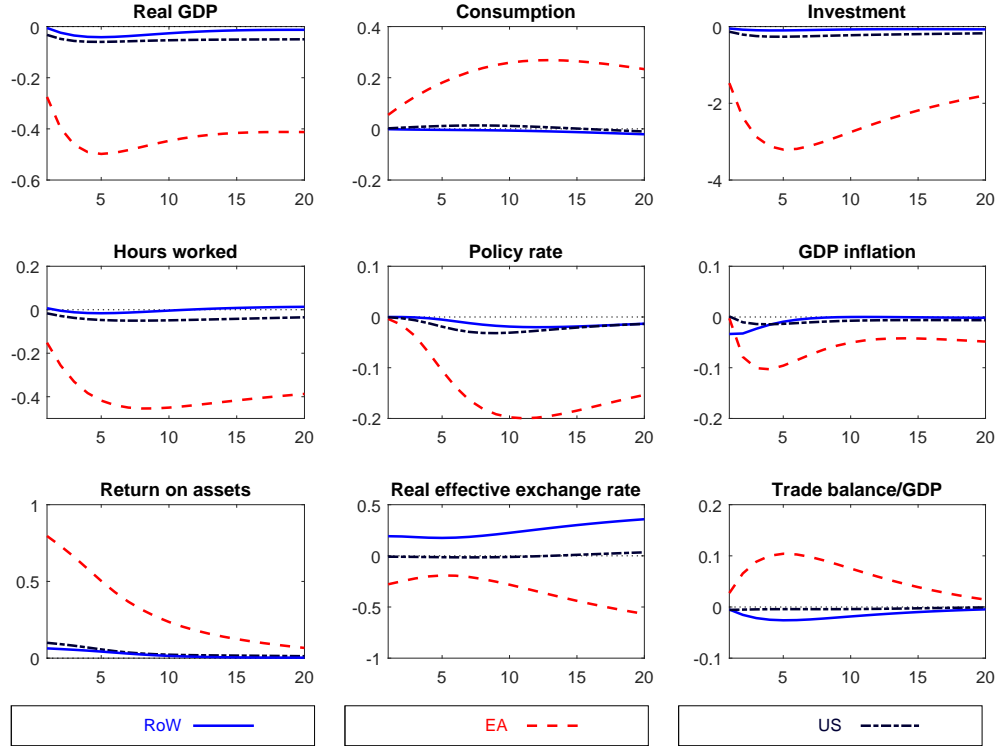 Real GDP
0
-0.2
-0.4
-0.6
5 10 15 20
Consumption
0.4
0.2
0
-0.2
5 10 15 20
Investment
0
-2
-4
5 10 15 20
Hours worked
0.2
0
-0.2
-0.4
5 10 15 20
Policy rate
0.1
0
-0.1
-0.2
5 10 15 20
GDP inflation
0.1
0
-0.1
-0.2
5 10 15 20
Return on assets
1
0.5
0
5 10 15 20
Real effective exchange rate
0.5
0
-0.5
-1
5 10 15 20
Trade balance/GDP
0.2
0.1
0
-0.1
5 10 15 20
RoW
EA
US